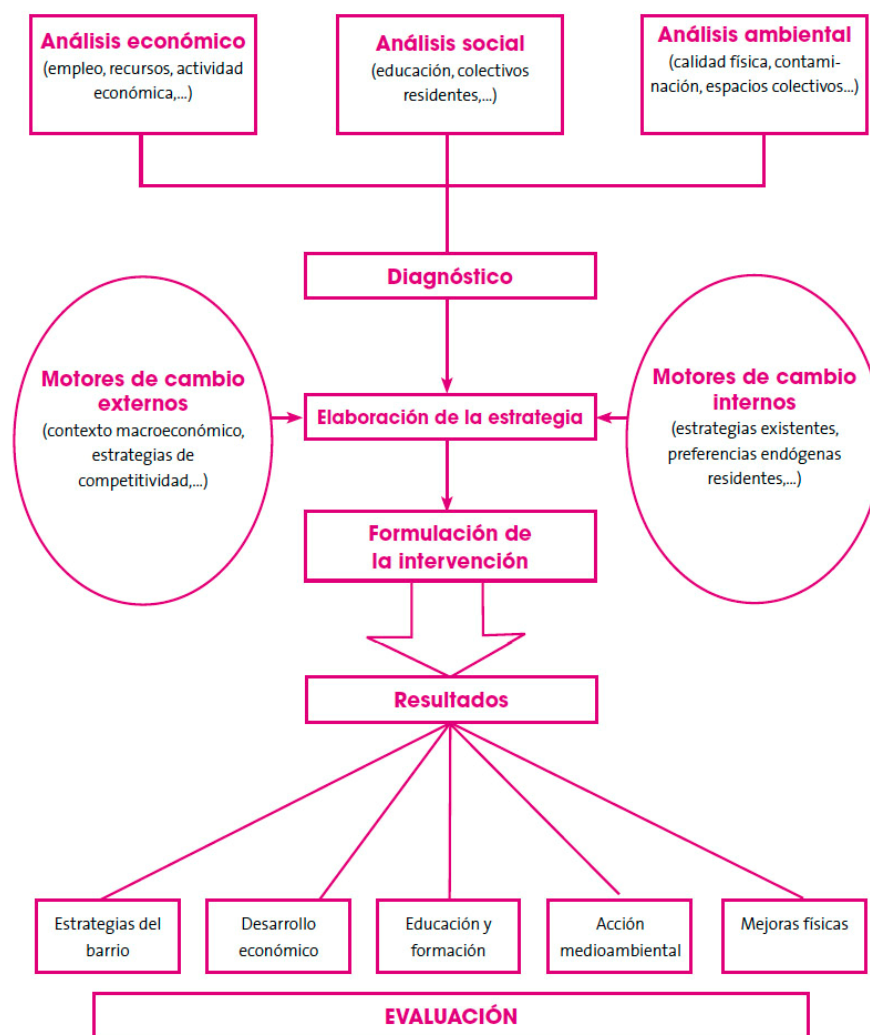 Análisis económico
(empleo, recursos, actividad
económica,...)
Análisis social
(educación, colectivos
residentes,...)
Análisis ambiental
(calidad física, contami-
nación, espacios colectivos...)
Diagnóstico
Motores de cambio
externos
(contexto macroeconómico,
estrategias de
competitividad,...)
Elaboración de la estrategia
Motores de cambio
internos
(estrategias existentes,
preferencias endógenas
residentes,...)
Formulación de
la intervención
Resultados
Estrategias del
barrio
Desarrollo
económico
Educación y
formación
Acción
medioambiental
Mejoras físicas
EVALUACIÓN